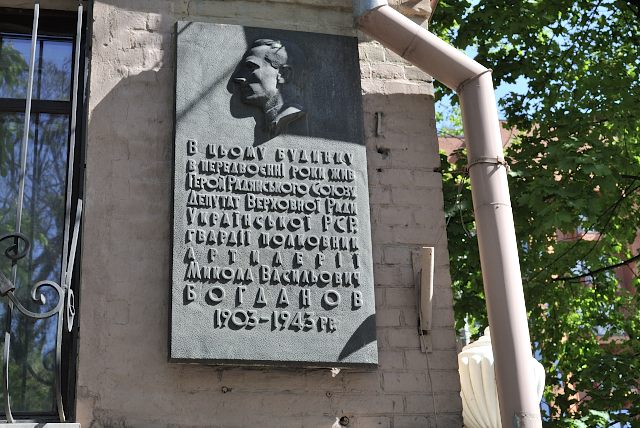 В ЦЬОМУ БУДИНКУ
В ПЕРЕДВОЄННІ РОКИ ЖИВ
ГЕРОЙ РАДЯНСЬКОГО СОЮЗУ
ДЕПУТАТ ВЕРХОВНОЇ РАДИ
УКРАЇНСЬКОЇ РСР,
ГВАРДІЇ ПОЛКОВНИК
АРТИЛЕРІЇ
МИКОЛА ВАСИЛЬОВИЧ
БОГДАНОВ
1903-1943 РР.